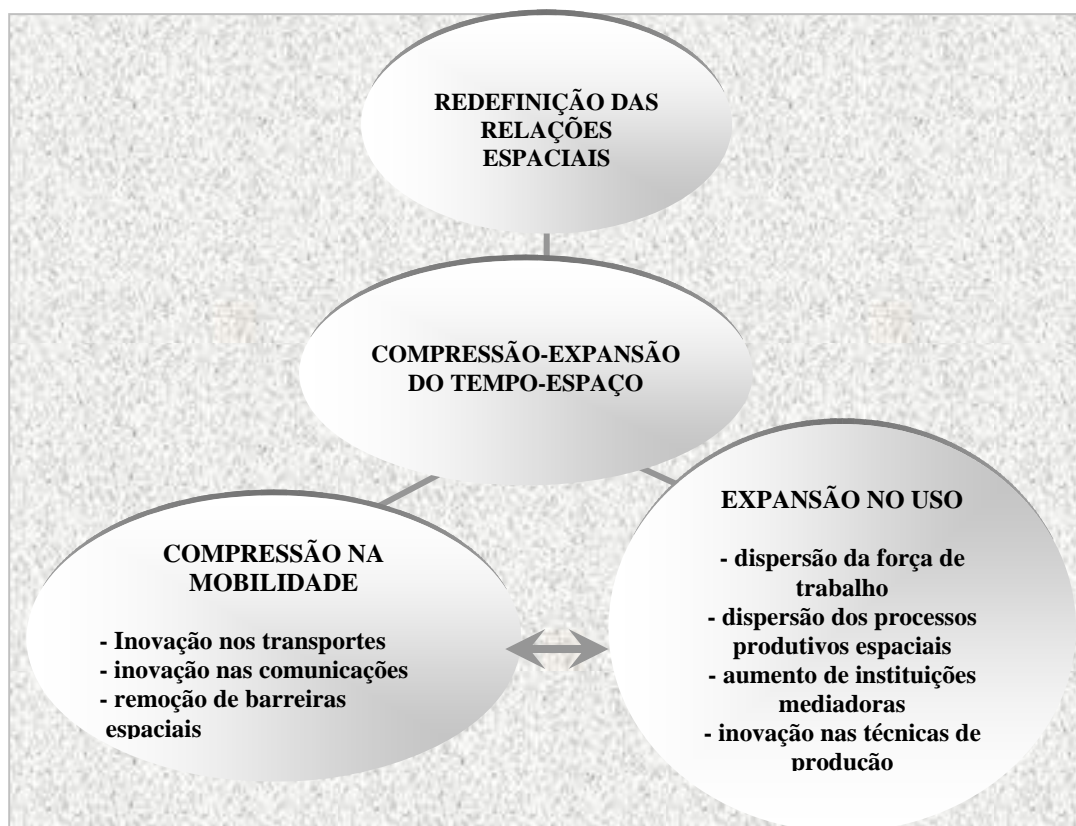 REDEFINIÇÃO DAS
RELAÇÕES
ESPACIAIS
COMPRESSÃO-EXPANSÃO
DO TEMPO-ESPAÇO
COMPRESSÃO NA
MOBILIDADE
- Inovação nos transportes
- inovação nas comunicações
- remoção de barreiras
espaciais
EXPANSÃO NO USO
- dispersão da força de
trabalho
- dispersão dos processos
produtivos espaciais
- aumento de instituições
mediadoras
- inovação nas técnicas de
produção